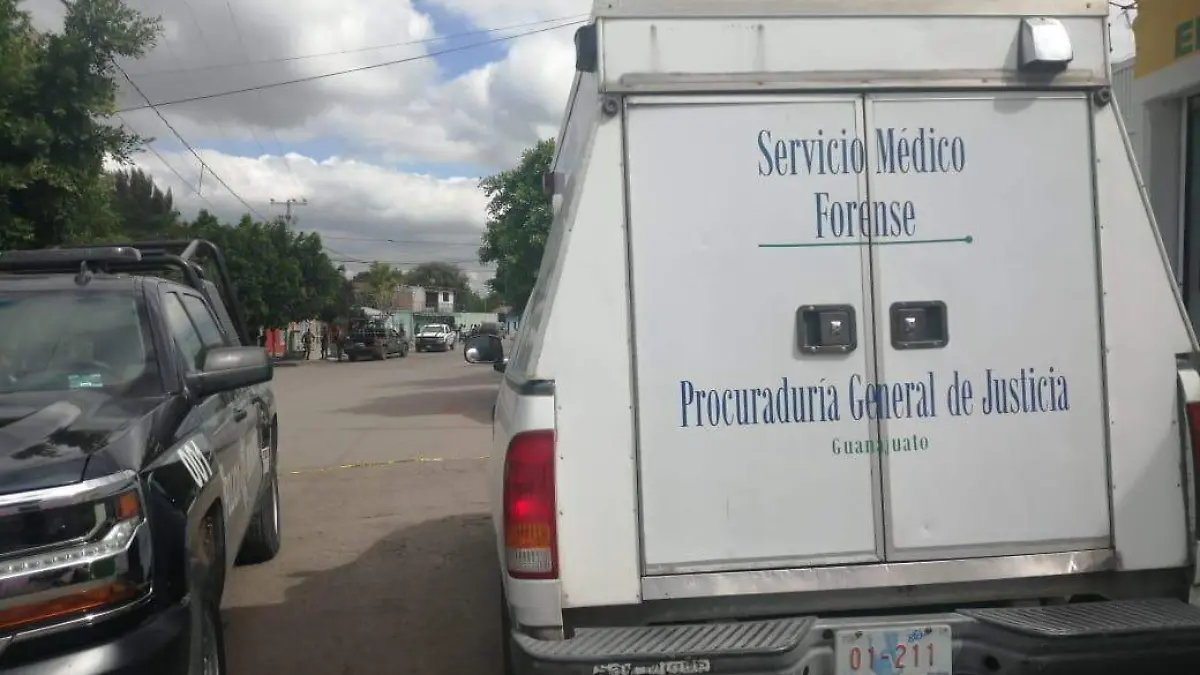 Servicio Médico
Forense
Procuraduría General de Justicia
Guanajuato
01-211